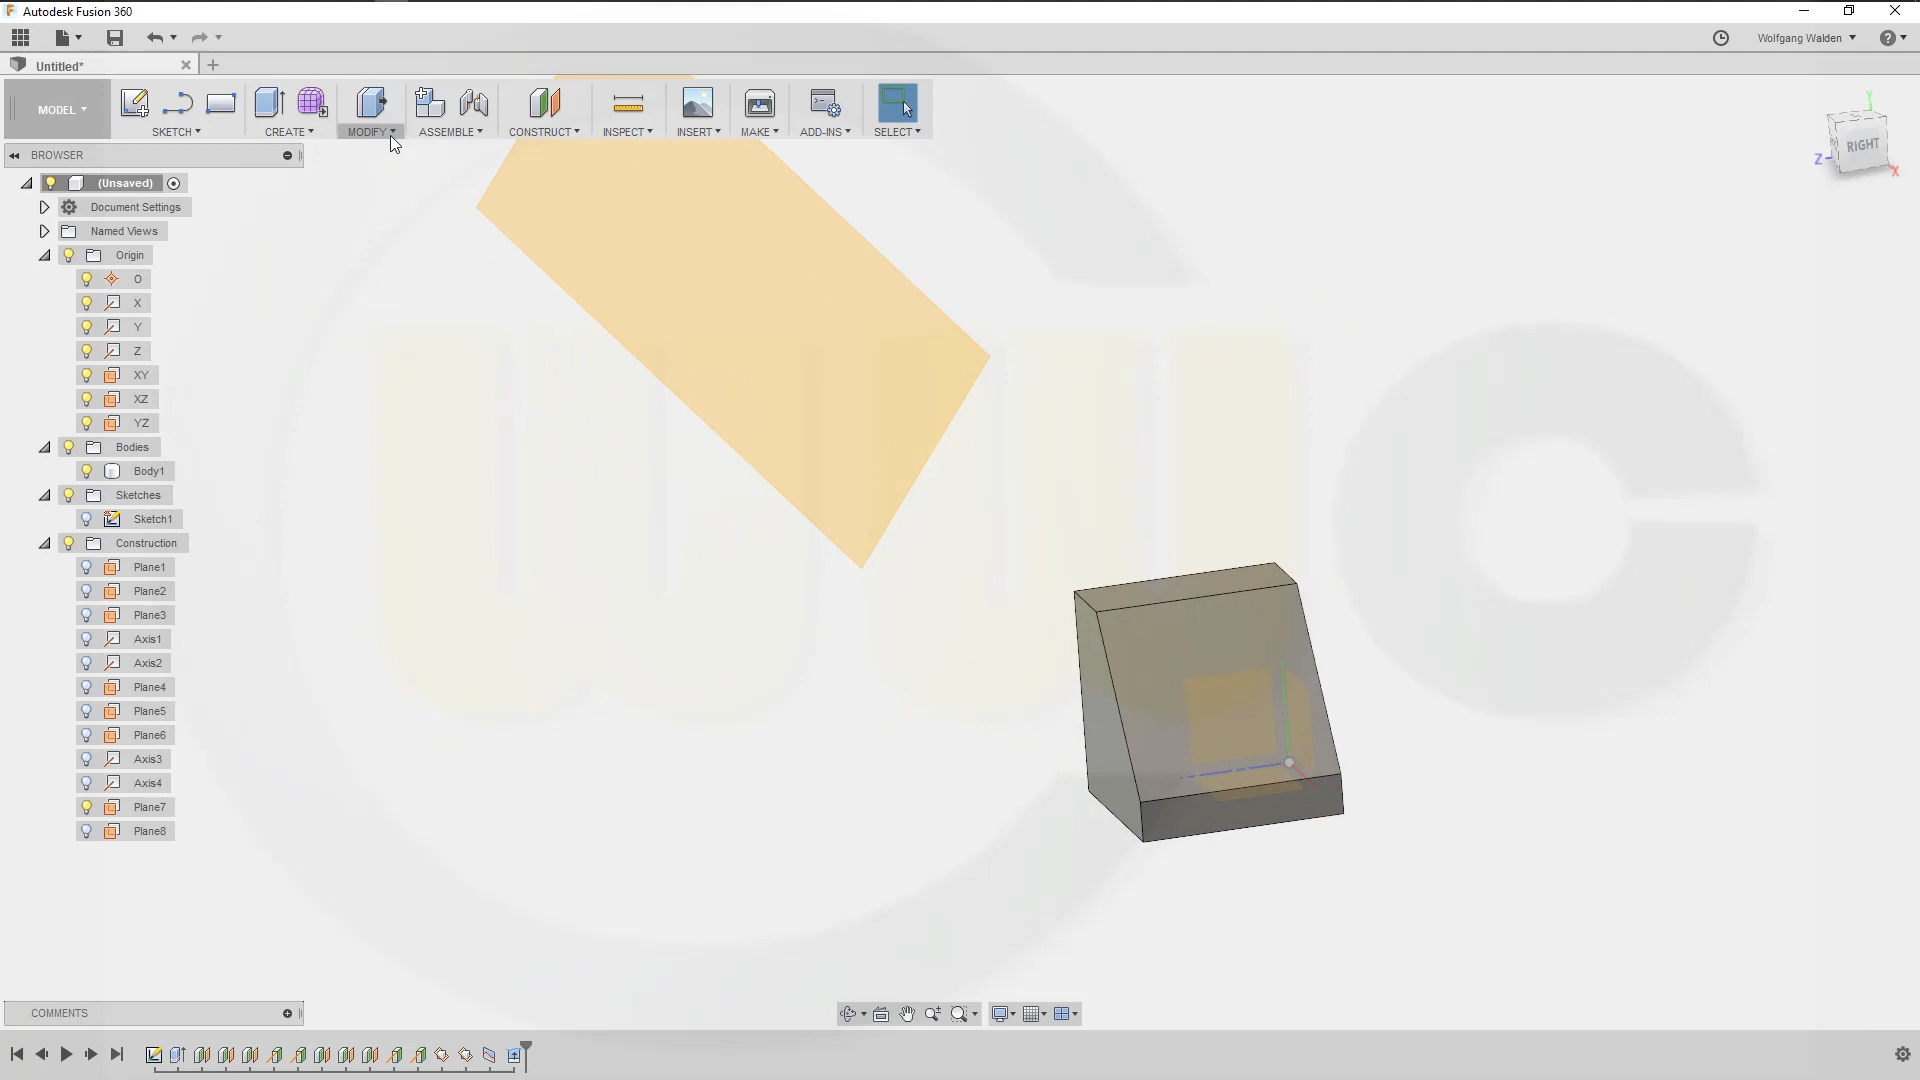 Autodesk Fusion 360
Wolfgang Walden
Untitled*
MODEL
SKETCH
CREATE
MODIFY
ASSEMBLE
CONSTRUCT
INSPECT
INSERT
MAKE
ADD-INS
SELECT
BROWSER
(Unsaved)
Document Settings
Named Views
Origin
O
X
Y
Z
XY
XZ
YZ
Bodies
Body1
Sketches
Sketch1
Construction
Plane1
Plane2
Plane3
Axis1
Axis2
Plane4
Plane5
Plane6
Axis3
Axis4
Plane7
Plane8
Y
RIGHT
Z
X
COMMENTS